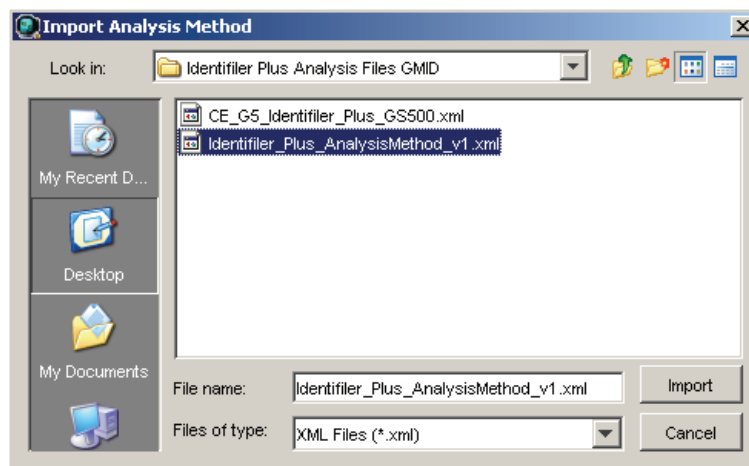 Import Analysis Method
Look in:
Identifiler Plus Analysis Files GMID
CE_G5_Identifiler_Plus_GS500.xml
Identifiler_Plus_AnalysisMethod_v1.xml
My Recent D...
Desktop
My Documents
File name:
Identifiler_Plus_AnalysisMethod_v1.xml
Import
Files of type:
XML Files (*.xml)
Cancel